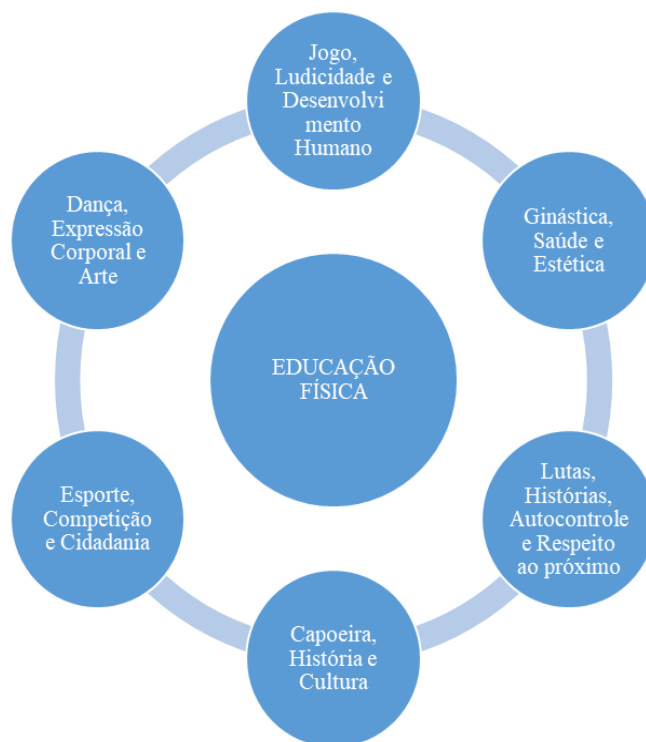 Jogo,
Ludicidade e
Desenvolvi
mento
Humano
Ginástica,
Saúde e
Estética
Lutas,
Histórias,
Autocontrole
e Respeito
ao próximo
Capoeira,
História e
Cultura
Esporte,
Competição
e Cidadania
Dança,
Expressão
Corporal e
Arte
EDUCAÇÃO
FÍSICA